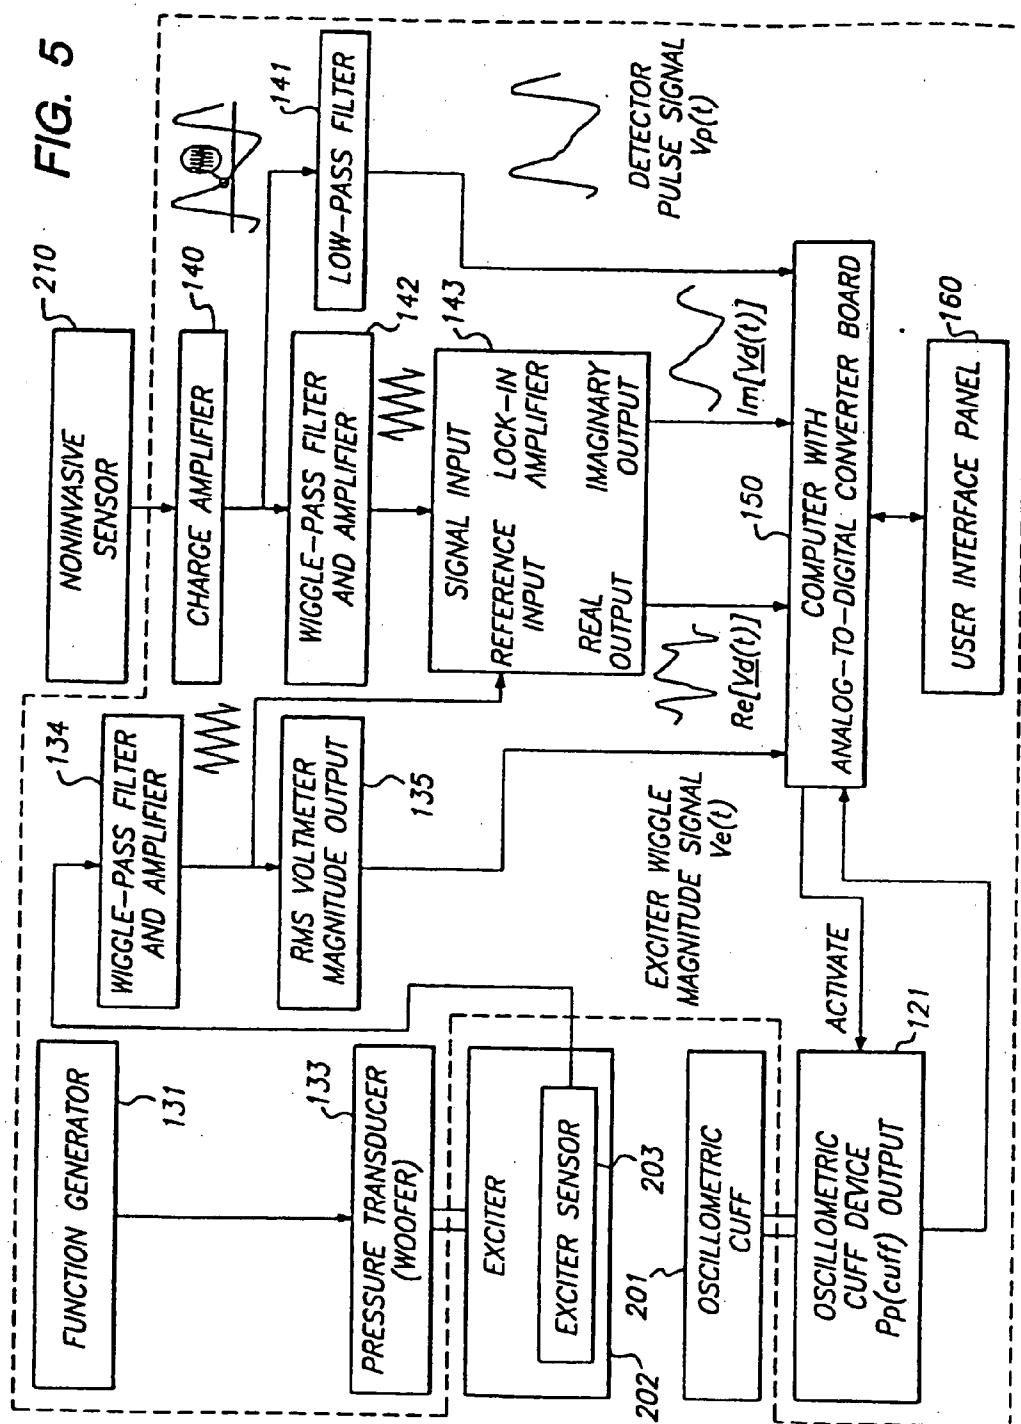 FIG. 5
FUNCTION GENERATOR
131
PRESSURE TRANSDUCER
(WOOFER)
133
EXCITER
EXCITER SENSOR
203
202
201
OSCILLOMETRIC
CUFF
OSCILLOMETRIC
CUFF DEVICE
Pp(cuff) OUTPUT
121
ACTIVATE
134
WIGGLE-PASS FILTER
AND AMPLIFIER
RMS VOLTMETER
MAGNITUDE OUTPUT
135
EXCITER WIGGLE
MAGNITUDE SIGNAL
Ve(t)
NONINVASIVE
SENSOR
210
CHARGE AMPLIFIER
140
WIGGLE-PASS FILTER
AND AMPLIFIER
142
LOW-PASS FILTER
141
SIGNAL INPUT
REFERENCE
INPUT
LOCK-IN
AMPLIFIER
REAL
OUTPUT
IMAGINARY
OUTPUT
143
Re[Vd(t)]
Im[Vd(t)]
DETECTOR
PULSE SIGNAL
Vp(t)
150
COMPUTER WITH
ANALOG-TO-DIGITAL CONVERTER BOARD
USER INTERFACE PANEL
160